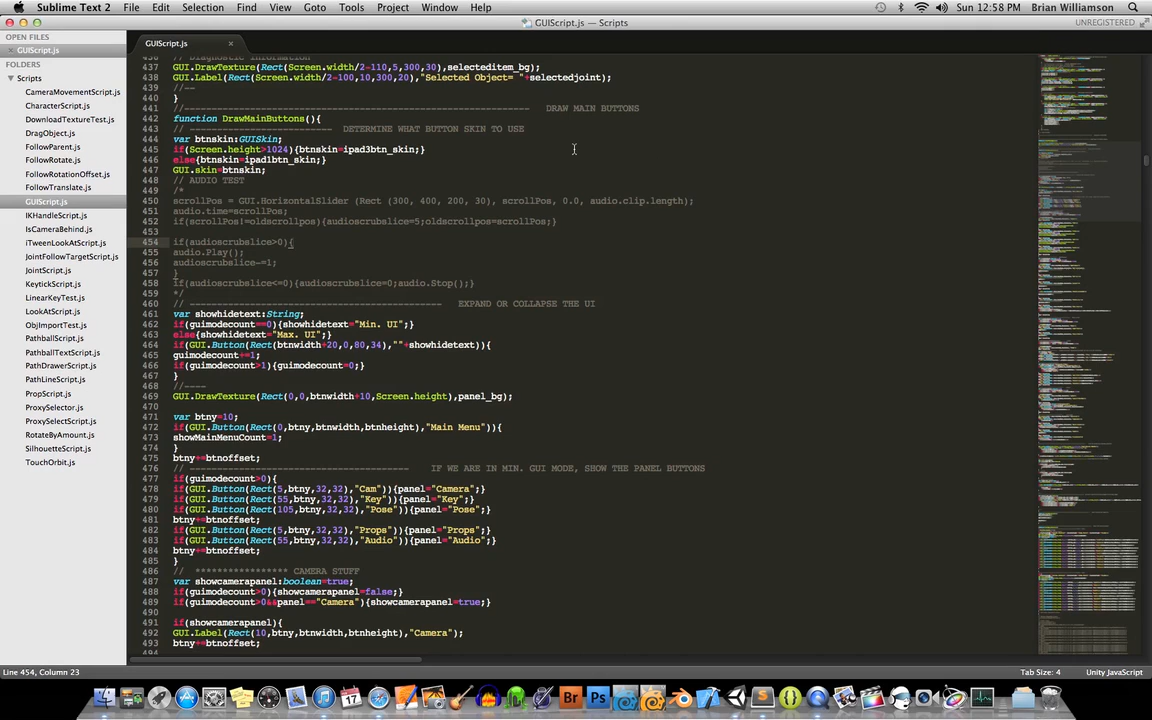 Sublime Text 2 File Edit Selection Find View Goto Tools Project Window Help Sun 12:58 PM Brian Williamson
GUIScript.js — Scripts UNREGISTERED
OPEN FILES
GUIScript.js
FOLDERS
Scripts
CameraMovementScript.js
CharacterScript.js
DownloadTextureTest.js
DragObject.js
FollowParent.js
FollowRotate.js
FollowRotationOffset.js
FollowTranslate.js
GUIScript.js
IKHandleScript.js
IsCameraRender.js
iTweenLookAtScript.js
JointFollowTargetScript.js
JointScript.js
KeytickScript.js
LinearKeyTest.js
LookAtScript.js
ObjImportTest.js
PathballScript.js
PathballTextScript.js
PathDrawerScript.js
PathLineScript.js
PropScript.js
ProxySelector.js
ProxySelectScript.js
RotateByAmount.js
SilhouetteScript.js
TouchOrbit.js
GUIScript.js
436 // Diagnostic Information
437 GUI.DrawTexture(Rect(Screen.width/2-110,5,300,30),selecteditem_bg);
438 GUI.Label(Rect(Screen.width/2-100,10,300,20),"Selected Object= "+selectedjoint);
439 //--
440 }
441 //------------------------------------------------------------ DRAW MAIN BUTTONS
442 function DrawMainButtons(){
443 // ------------------------- DETERMINE WHAT BUTTON SKIN TO USE
444 var btnskin:GUISkin;
445 if(Screen.height>1024){btnskin=ipad3btn_skin;}
446 else{btnskin=ipad1btn_skin;}
447 GUI.skin=btnskin;
448 // AUDIO TEST
449 /*
450 scrollPos = GUI.HorizontalSlider (Rect (300, 400, 200, 30), scrollPos, 0.0, audio.clip.length);
451 audio.time=scrollPos;
452 if(scrollPos!=oldscrollpos){audioscrubslice=5;oldscrollpos=scrollPos;}
453
454 if(audioscrubslice>0){
455 audio.Play();
456 audioscrubslice-=1;
457 }
458 if(audioscrubslice<=0){audioscrubslice=0;audio.Stop();}
459 */
460 // -------------------------------------------- EXPAND OR COLLAPSE THE UI
461 var showhidetext:String;
462 if(guimodecount==0){showhidetext="Min. UI";}
463 else{showhidetext="Max. UI";}
464 if(GUI.Button(Rect(btnwidth+20,0,80,34),""+showhidetext)){
465 guimodecount+=1;
466 if(guimodecount>1){guimodecount=0;}
467 }
468 //----
469 GUI.DrawTexture(Rect(0,0,btnwidth+10,Screen.height),panel_bg);
470
471 var btny=10;
472 if(GUI.Button(Rect(0,btny,btnwidth,btnheight),"Main Menu")){
473 showMainMenuCount=1;
474 }
475 btny+=btnoffset;
476 // -------------------------------------- IF WE ARE IN MIN. GUI MODE, SHOW THE PANEL BUTTONS
477 if(guimodecount>0){
478 if(GUI.Button(Rect(5,btny,32,32),"Cam")){panel="Camera";}
479 if(GUI.Button(Rect(55,btny,32,32),"Key")){panel="Key";}
480 if(GUI.Button(Rect(105,btny,32,32),"Pose")){panel="Pose";}
481 btny+=btnoffset;
482 if(GUI.Button(Rect(5,btny,32,32),"Props")){panel="Props";}
483 if(GUI.Button(Rect(55,btny,32,32),"Audio")){panel="Audio";}
484 btny+=btnoffset;
485 }
486 // **************** CAMERA STUFF
487 var showcamerapanel:boolean=true;
488 if(guimodecount>0){showcamerapanel=false;}
489 if(guimodecount>0&&panel=="Camera"){showcamerapanel=true;}
490
491 if(showcamerapanel){
492 GUI.Label(Rect(10,btny,btnwidth,btnheight),"Camera");
493 btny+=btnoffset;
Line 454, Column 23 Tab Size: 4 Unity JavaScript
17
Br Ps